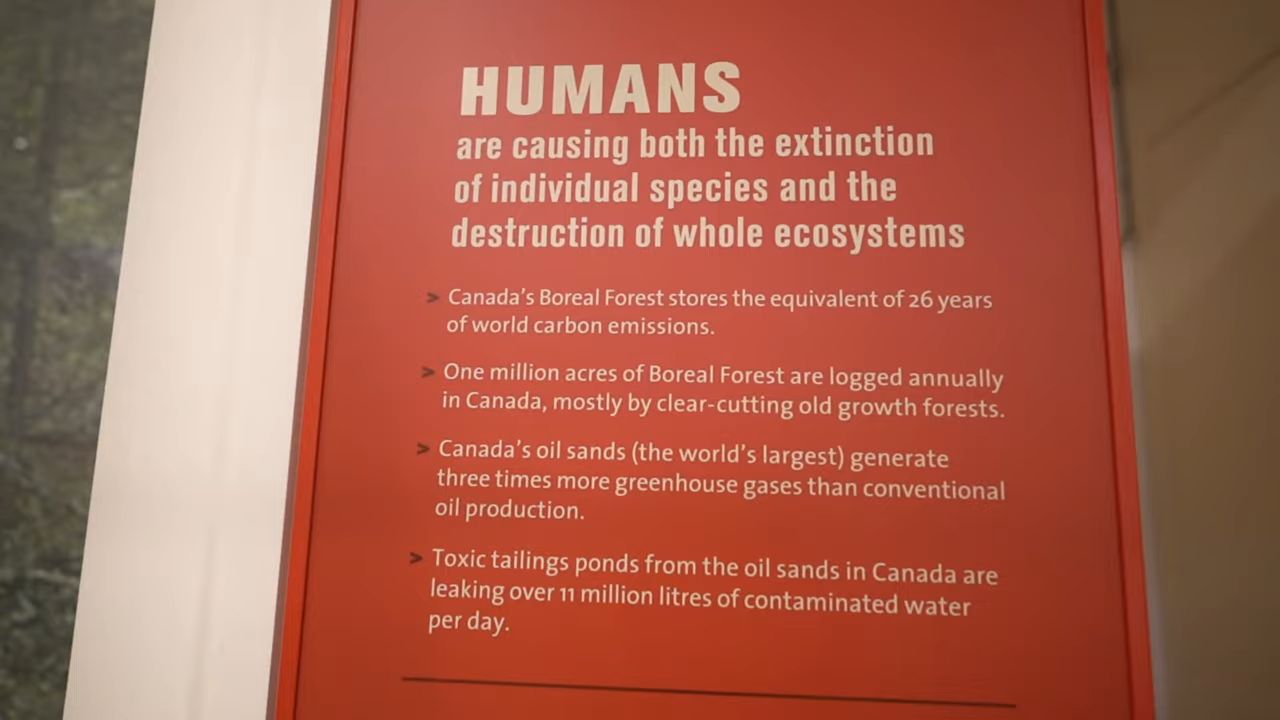 HUMANS
are causing both the extinction
of individual species and the
destruction of whole ecosystems
> Canada's Boreal Forest stores the equivalent of 26 years
of world carbon emissions.
> One million acres of Boreal Forest are logged annually
in Canada, mostly by clear-cutting old growth forests.
> Canada's oil sands (the world's largest) generate
three times more greenhouse gases than conventional
oil production.
> Toxic tailings ponds from the oil sands in Canada are
leaking over 11 million litres of contaminated water
per day.